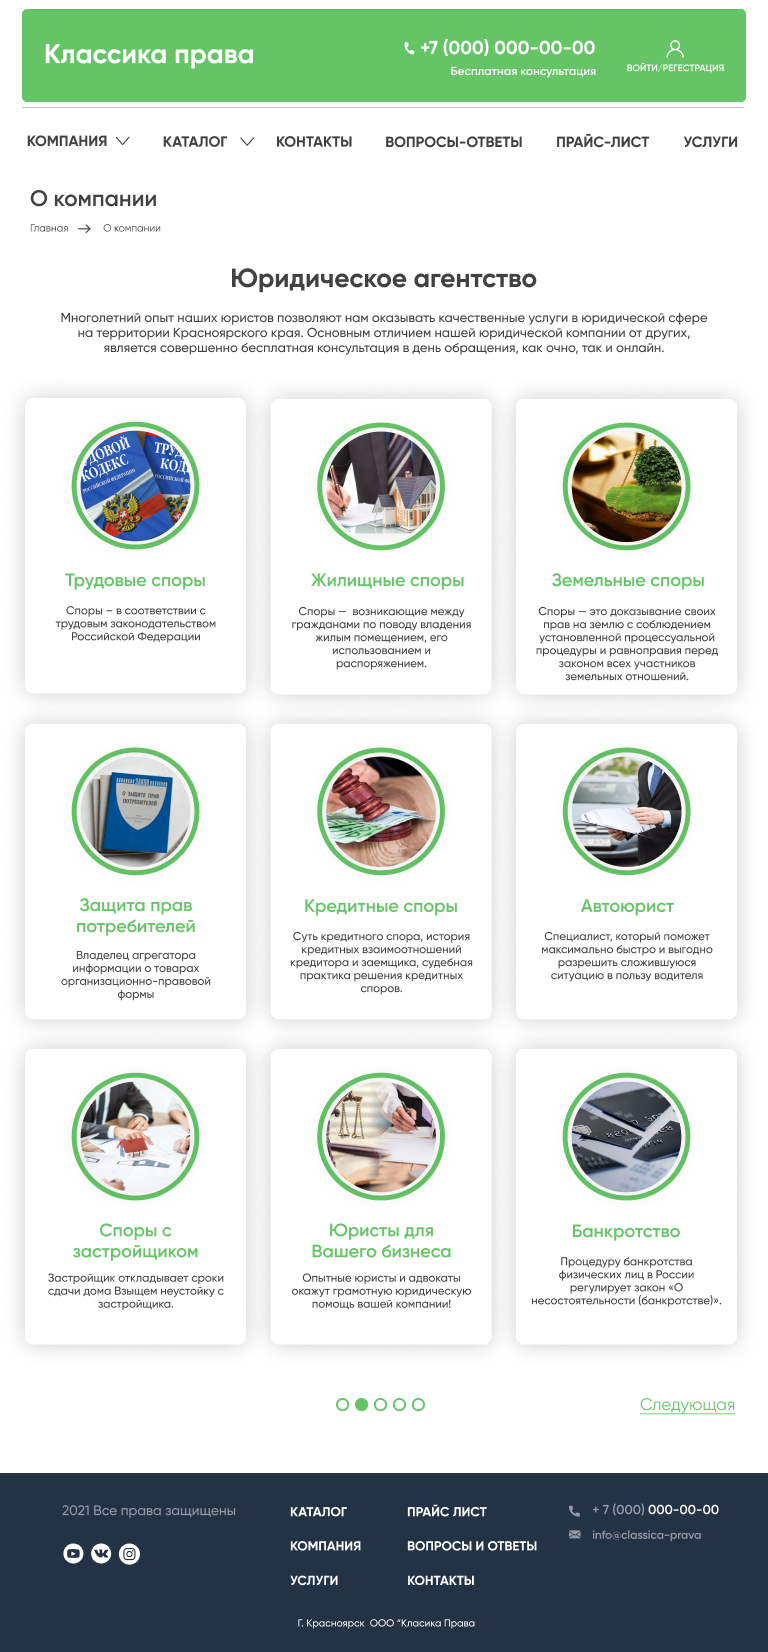 Классика права
+7 (000) 000-00-00
Бесплатная консультация
ВОЙТИ/РЕГЕСТРАЦИЯ
КОМПАНИЯ
КАТАЛОГ
КОНТАКТЫ
ВОПРОСЫ-ОТВЕТЫ
ПРАЙС-ЛИСТ
УСЛУГИ
О компании
Главная
О компании
Юридическое агентство
Многолетний опыт наших юристов позволяют нам оказывать качественные услуги в юридической сфере
на территории Красноярского края. Основным отличием нашей юридической компании от других,
является совершенно бесплатная консультация в день обращения, как очно, так и онлайн.
ДОВОЙ
КОДЕКС
РОССИЙСКОЙ ФЕДЕРАЦИИ
ТРУД
КОД
Трудовые споры
Споры – в соответствии с
трудовым законодательством
Российской Федерации
Жилищные споры
Споры — возникающие между
гражданами по поводу владения
жилым помещением, его
использованием и
распоряжением.
Земельные споры
Споры — это доказывание своих
прав на землю с соблюдением
установленной процессуальной
процедуры и равноправия перед
законом всех участников
земельных отношений.
О ЗАЩИТЕ ПРАВ
ПОТРЕБИТЕЛЕЙ
Защита прав
потребителей
Владелец агрегатора
информации о товарах
организационно-правовой
формы
Кредитные споры
Суть кредитного спора, история
кредитных взаимоотношений
кредитора и заемщика, судебная
практика решения кредитных
споров.
Автоюрист
Специалист, который поможет
максимально быстро и выгодно
разрешить сложившуюся
ситуацию в пользу водителя
Споры с
застройщиком
Застройщик откладывает сроки
сдачи дома Взыщем неустойку с
застройщика.
Юристы для
Вашего бизнеса
Опытные юристы и адвокаты
окажут грамотную юридическую
помощь вашей компании!
Банкротство
Процедуру банкротства
физических лиц в России
регулирует закон «О
несостоятельности (банкротстве)».
Следующая
2021 Все права защищены
КАТАЛОГ
ПРАЙС ЛИСТ
+ 7 (000) 000-00-00
info@classica-prava
КОМПАНИЯ
ВОПРОСЫ И ОТВЕТЫ
УСЛУГИ
КОНТАКТЫ
Г. Красноярск ООО "Класика Права